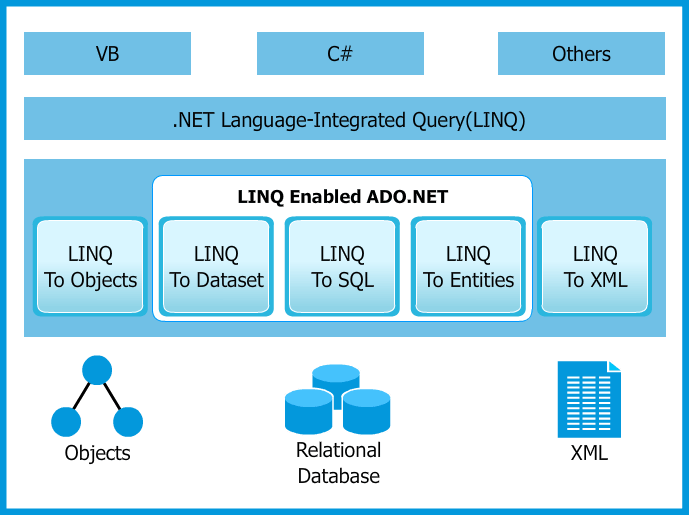 VB
C#
Others
.NET Language-Integrated Query(LINQ)
LINQ Enabled ADO.NET
LINQ
To Objects
LINQ
To Dataset
LINQ
To SQL
LINQ
To Entities
LINQ
To XML
Objects
Relational
Database
XML